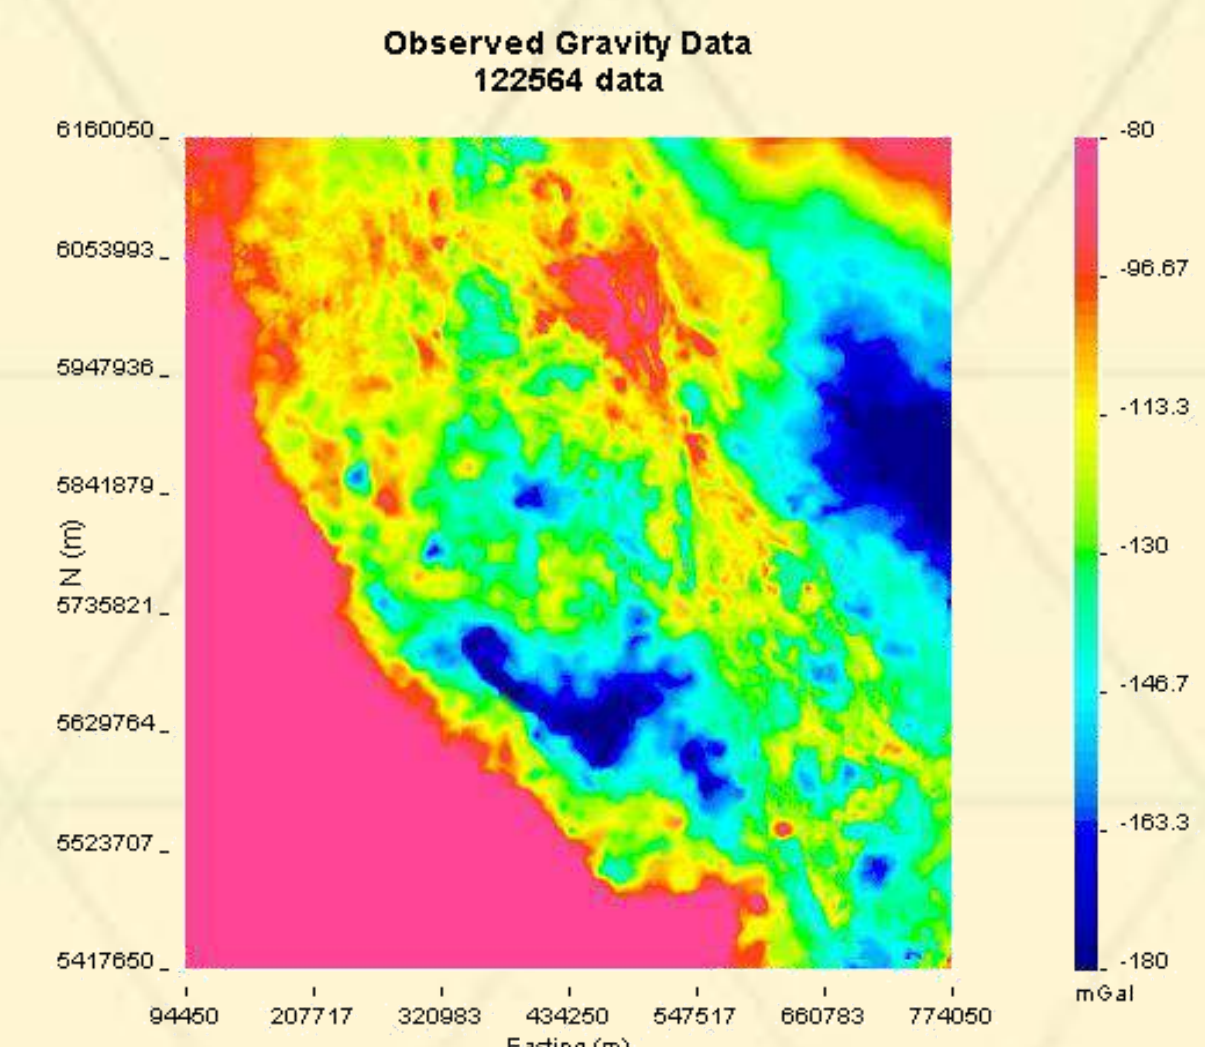 Observed Gravity Data
122564 data
6160050
6053993
5947936
5841879
5735821
5629764
5523707
5417650
N (m)
94450 207717 320983 434250 547517 660783 774050
Easting (m)
-80
-96.67
-113.3
-130
-146.7
-163.3
-180
mGal